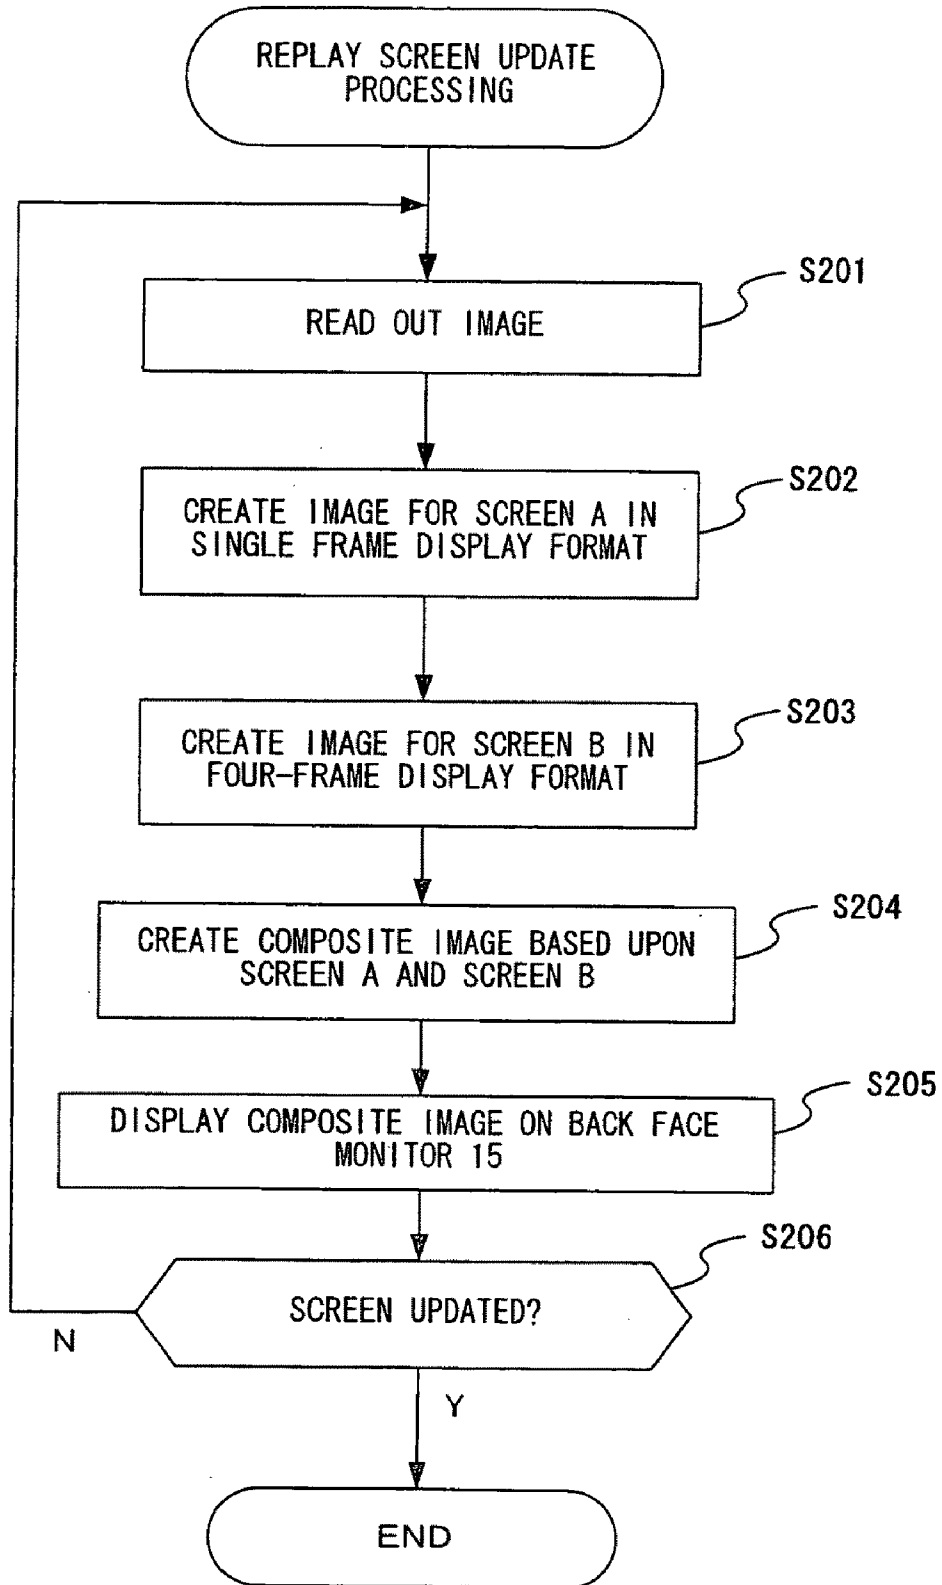 REPLAY SCREEN UPDATE
PROCESSING
S201
READ OUT IMAGE
S202
CREATE IMAGE FOR SCREEN A IN
SINGLE FRAME DISPLAY FORMAT
S203
CREATE IMAGE FOR SCREEN B IN
FOUR-FRAME DISPLAY FORMAT
S204
CREATE COMPOSITE IMAGE BASED UPON
SCREEN A AND SCREEN B
S205
DISPLAY COMPOSITE IMAGE ON BACK FACE
MONITOR 15
S206
SCREEN UPDATED?
N
Y
END